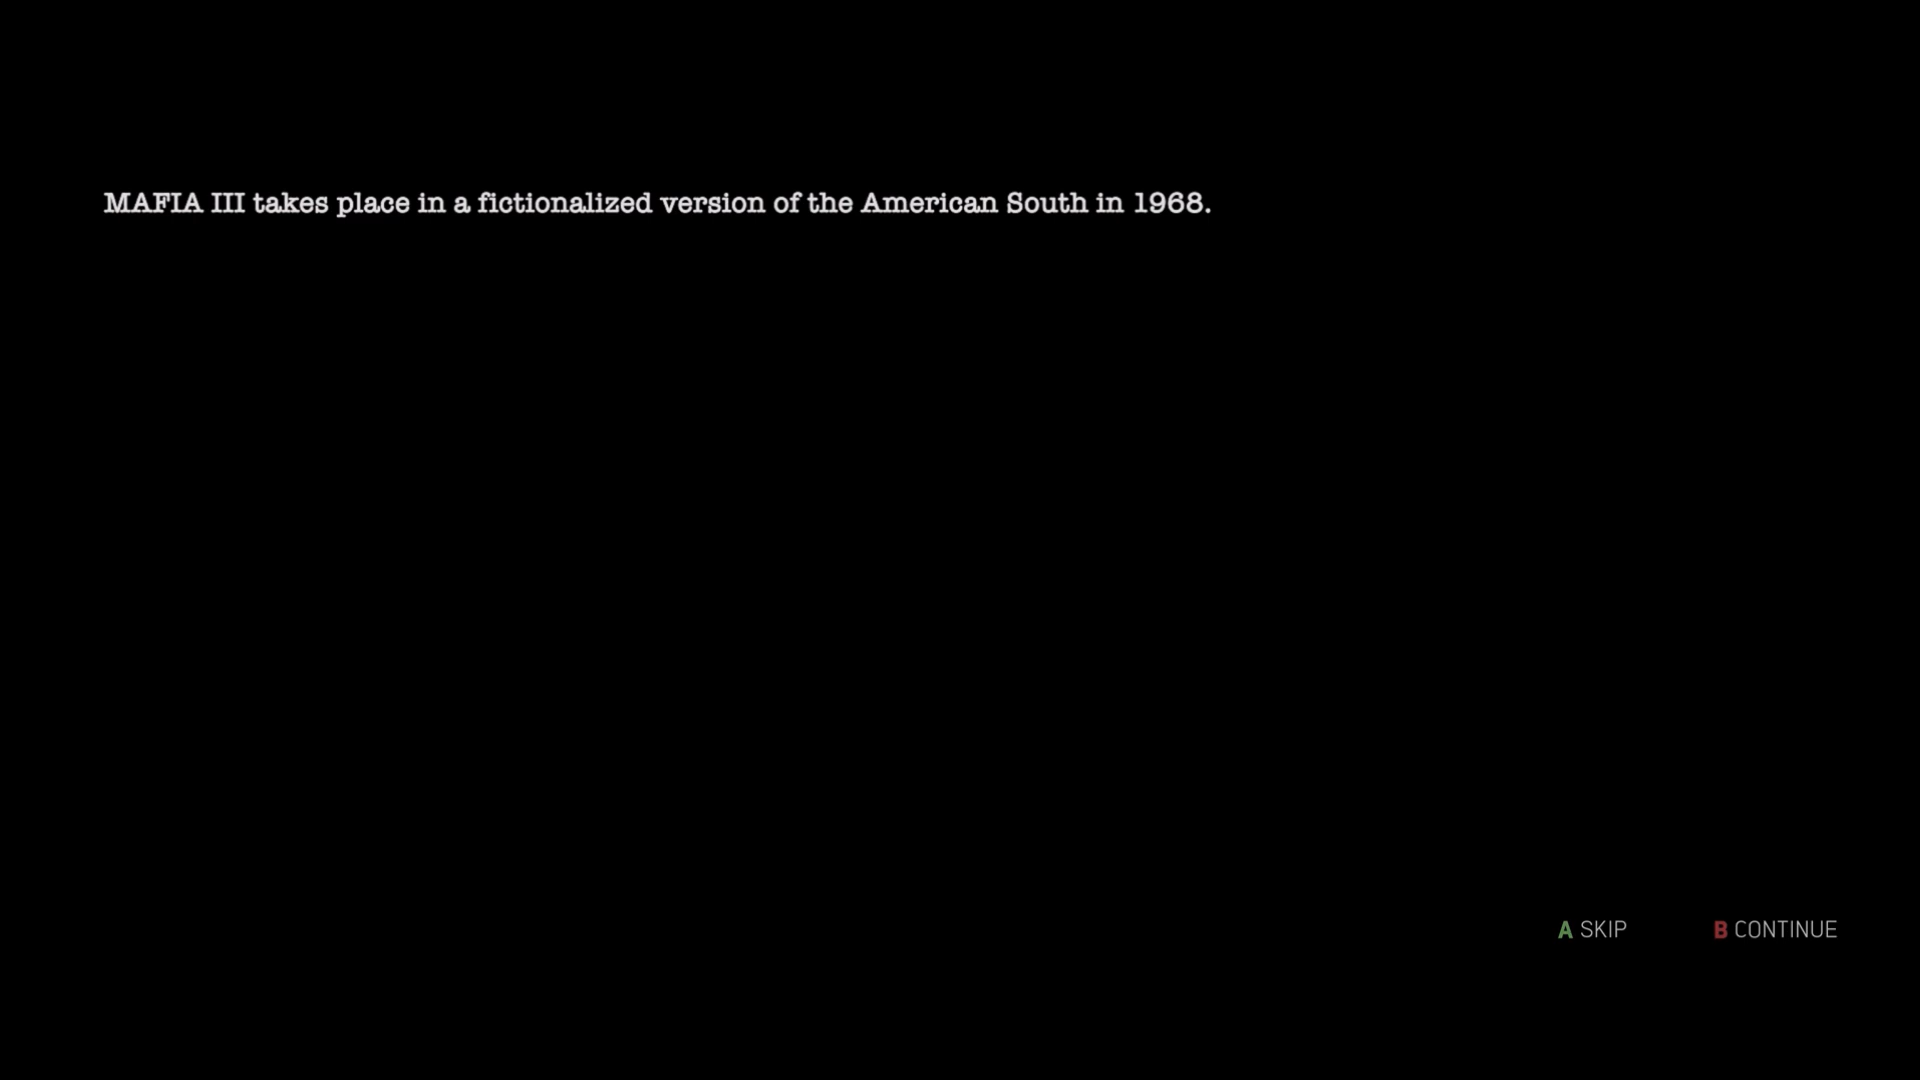 MAFIA III takes place in a fictionalized version of the American South in 1968.
A SKIP B CONTINUE